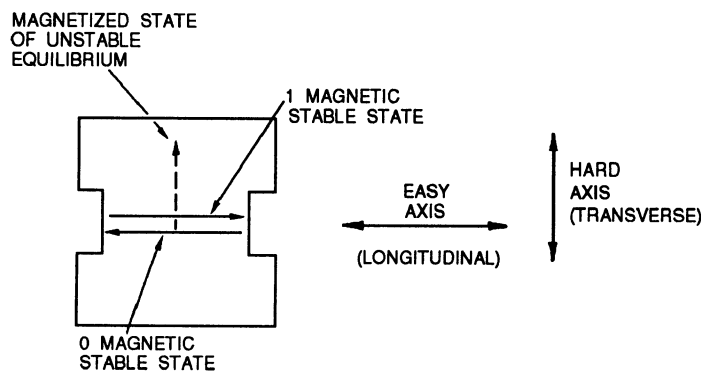 MAGNETIZED STATE
OF UNSTABLE
EQUILIBRIUM
1 MAGNETIC
STABLE STATE
EASY
AXIS
(LONGITUDINAL)
HARD
AXIS
(TRANSVERSE)
0 MAGNETIC
STABLE STATE